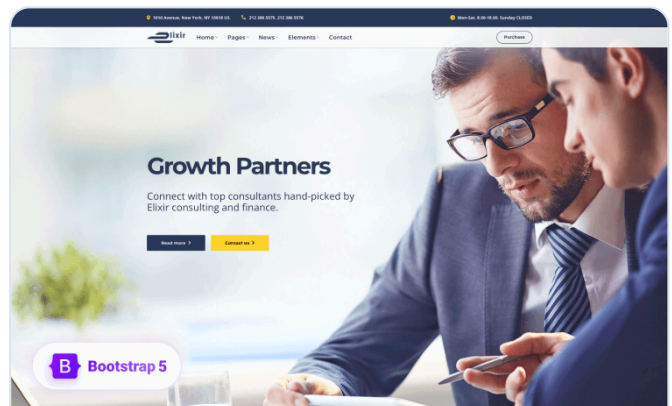 1010 Avenue, New York, NY 10018 US.
212 386 5575, 212 386 5576
Mon-Sat, 8:00-18:00. Sunday CLOSED
Elixir
Home
Pages
News
Elements
Contact
Purchase
Growth Partners
Connect with top consultants hand-picked by
Elixir consulting and finance.
Read more
Contact us
B Bootstrap 5